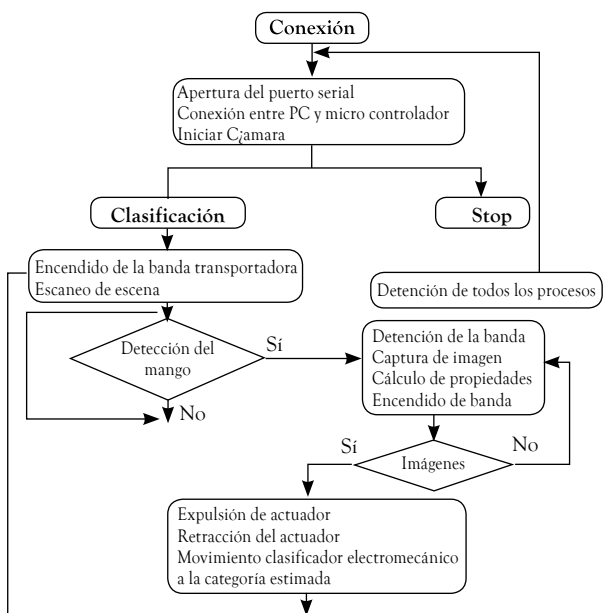 Conexión
Apertura del puerto serial
Conexión entre PC y micro controlador
Iniciar C¡amara
Clasificación
Stop
Encendido de la banda transportadora
Escaneo de escena
Detención de todos los procesos
Detección del
mango
Sí
No
Detención de la banda
Captura de imagen
Cálculo de propiedades
Encendido de banda
Sí
Imágenes
No
Expulsión de actuador
Retracción del actuador
Movimiento clasificador electromecánico
a la categoría estimada